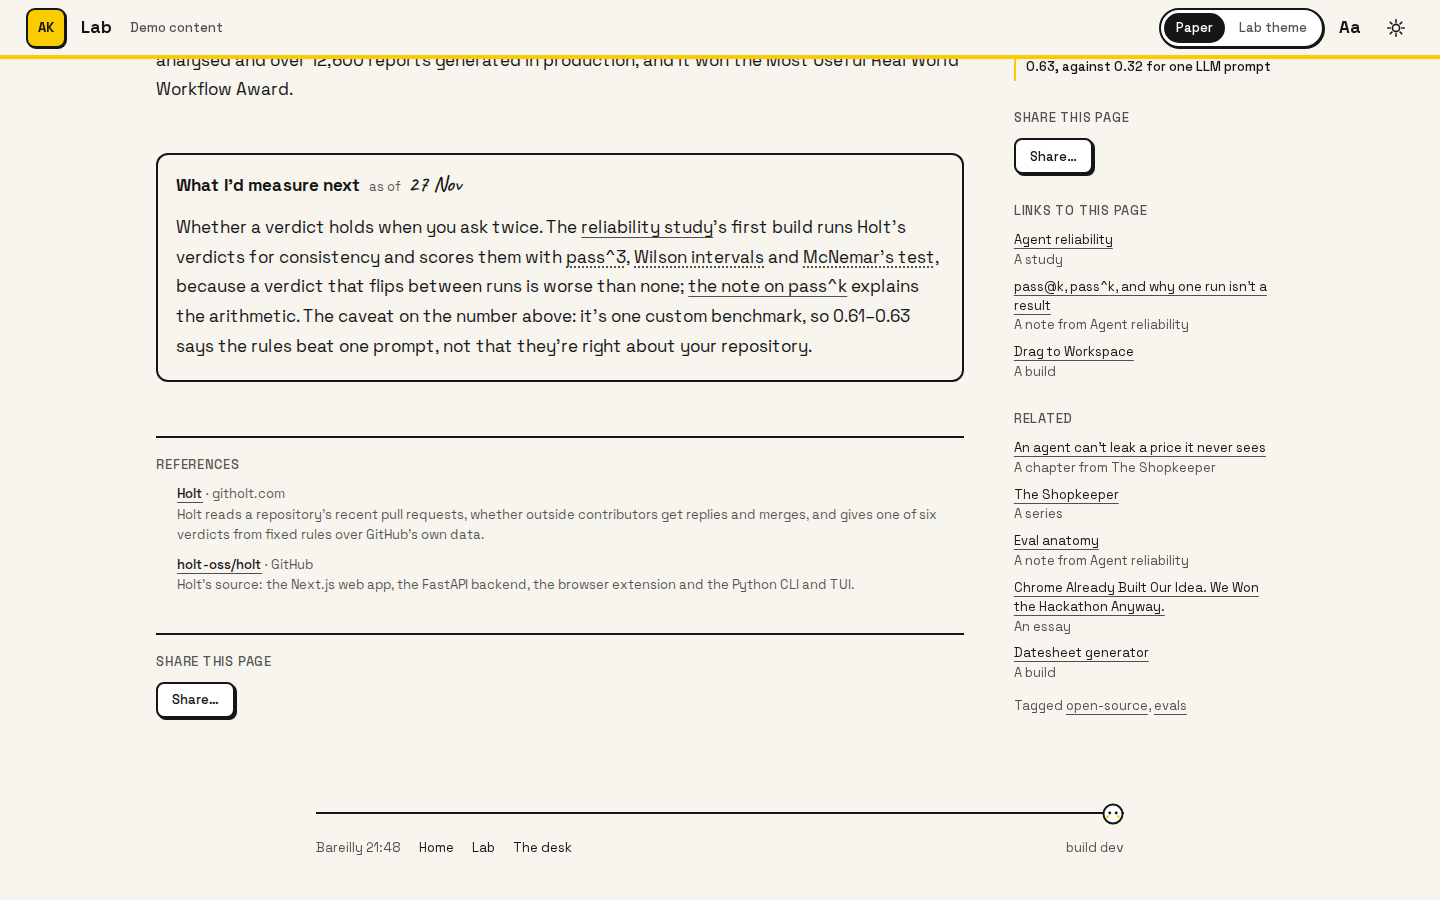 AK
Lab
Demo content
Paper
Lab theme
Aa
analysed and over 12,600 reports generated in production, and it won the Most Useful Real World
Workflow Award.
What I'd measure next as of 27 Nov
Whether a verdict holds when you ask twice. The reliability study's first build runs Holt's
verdicts for consistency and scores them with pass^3, Wilson intervals and McNemar's test,
because a verdict that flips between runs is worse than none; the note on pass^k explains
the arithmetic. The caveat on the number above: it's one custom benchmark, so 0.61–0.63
says the rules beat one prompt, not that they're right about your repository.
REFERENCES
Holt · githolt.com
Holt reads a repository's recent pull requests, whether outside contributors get replies and merges, and gives one of six
verdicts from fixed rules over GitHub's own data.
holt-oss/holt · GitHub
Holt's source: the Next.js web app, the FastAPI backend, the browser extension and the Python CLI and TUI.
SHARE THIS PAGE
Share…
0.63, against 0.32 for one LLM prompt
SHARE THIS PAGE
Share…
LINKS TO THIS PAGE
Agent reliability
A study
pass@k, pass^k, and why one run isn't a
result
A note from Agent reliability
Drag to Workspace
A build
RELATED
An agent can't leak a price it never sees
A chapter from The Shopkeeper
The Shopkeeper
A series
Eval anatomy
A note from Agent reliability
Chrome Already Built Our Idea. We Won
the Hackathon Anyway.
An essay
Datesheet generator
A build
Tagged open-source, evals
Bareilly 21:48
Home
Lab
The desk
build dev